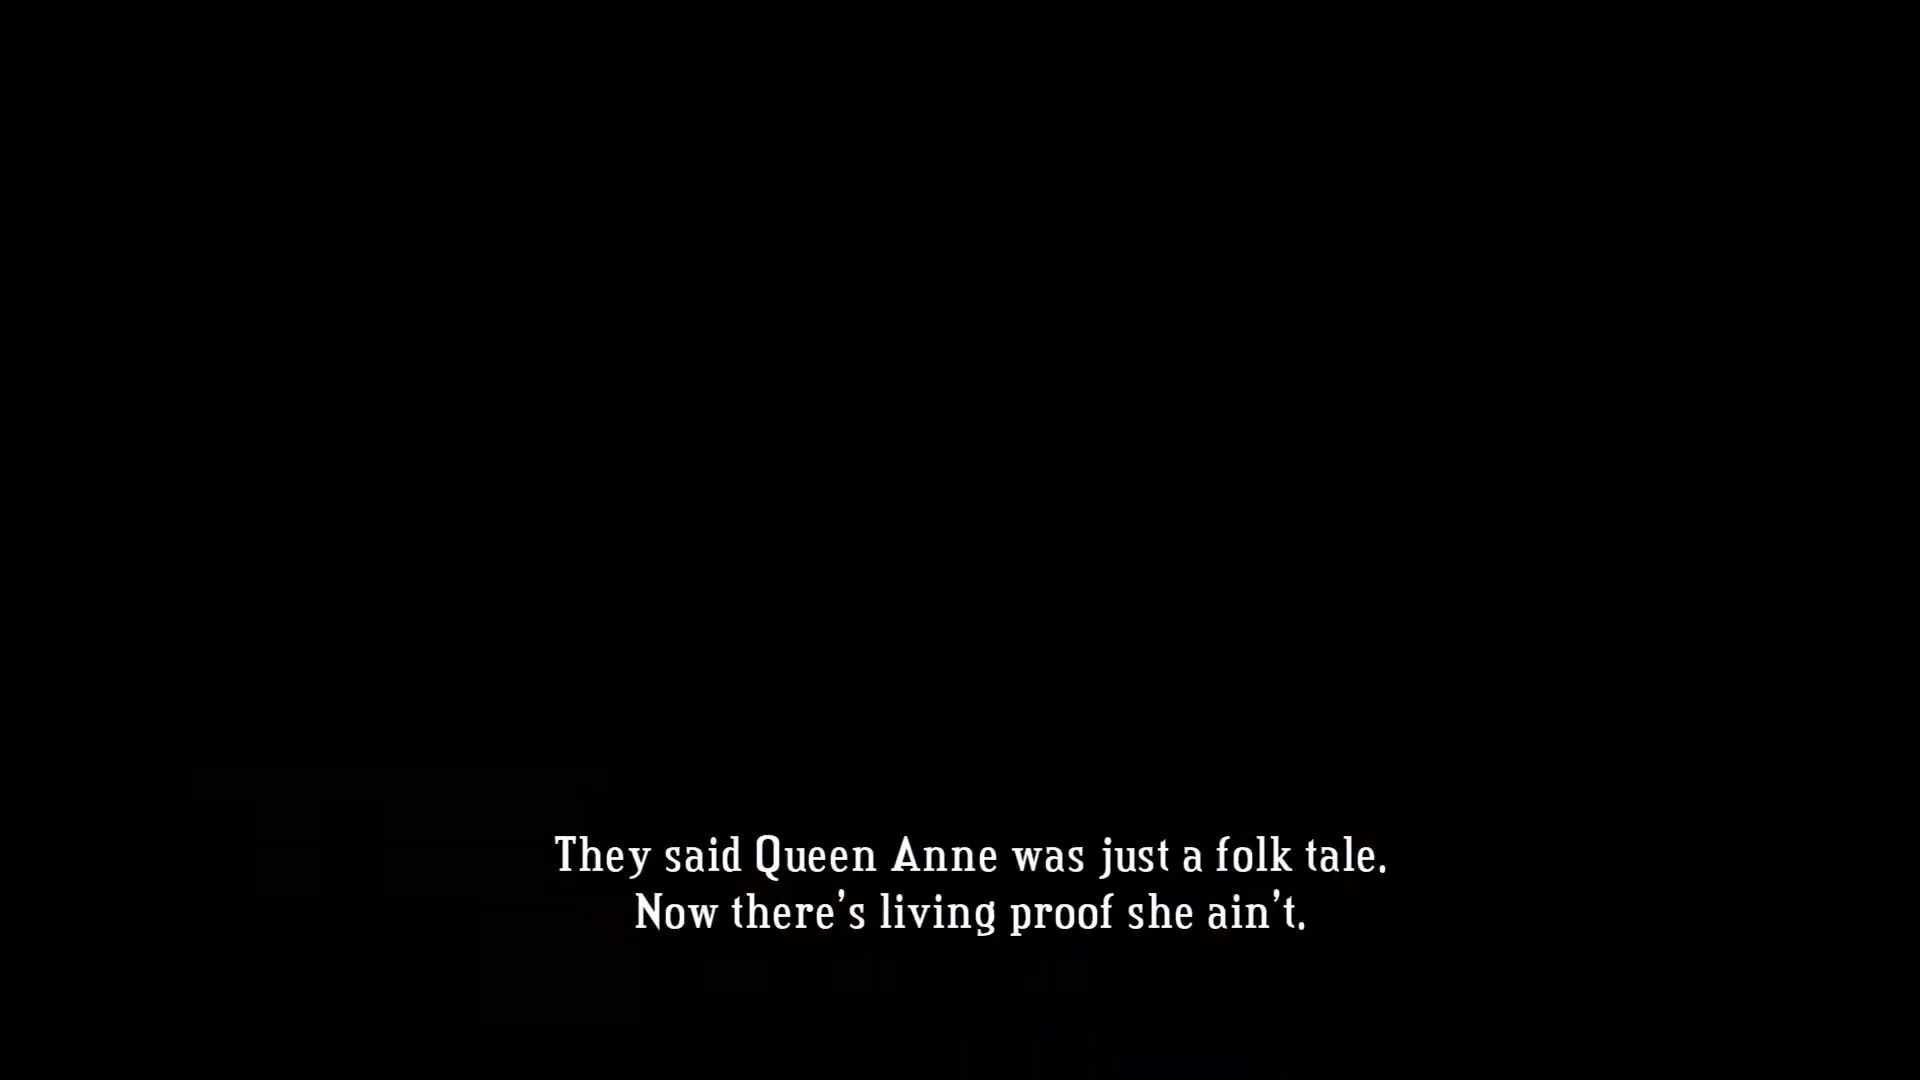 They said Queen Anne was just a folk tale.
Now there's living proof she ain't.